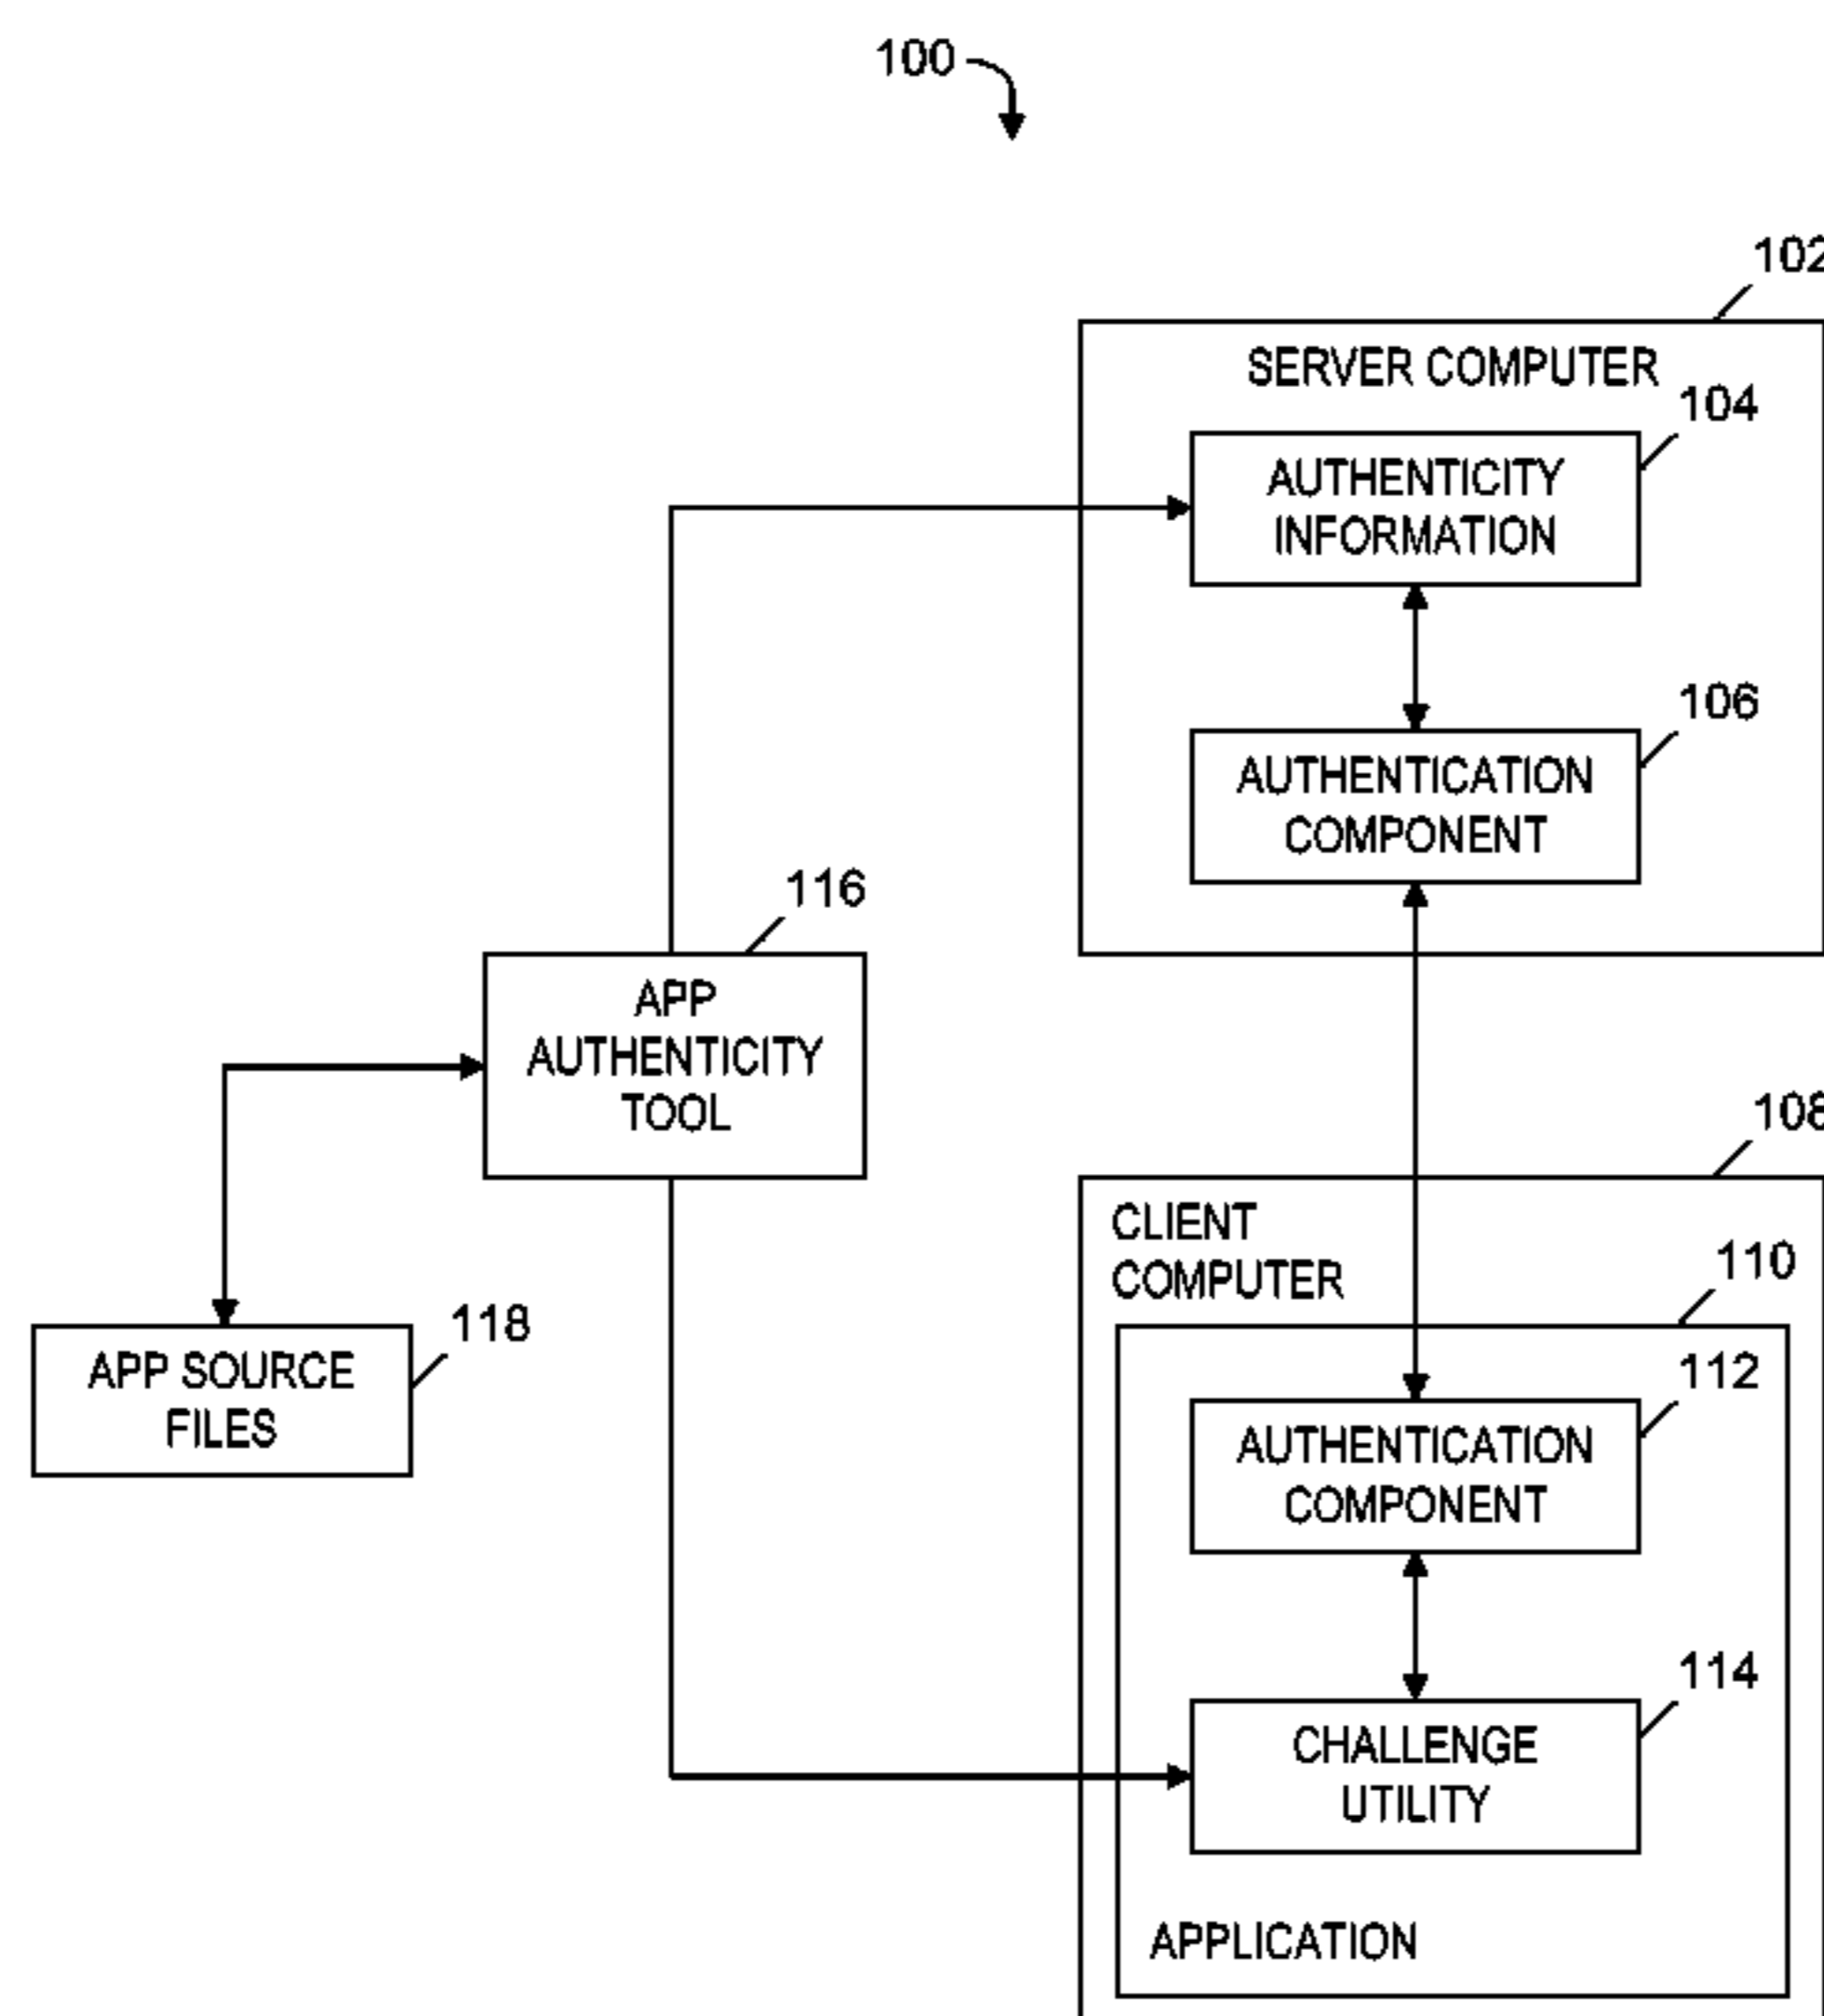 100
102
SERVER COMPUTER
104
AUTHENTICITY
INFORMATION
106
AUTHENTICATION
COMPONENT
116
APP
AUTHENTICITY
TOOL
108
CLIENT
COMPUTER
110
118
APP SOURCE
FILES
112
AUTHENTICATION
COMPONENT
114
CHALLENGE
UTILITY
APPLICATION